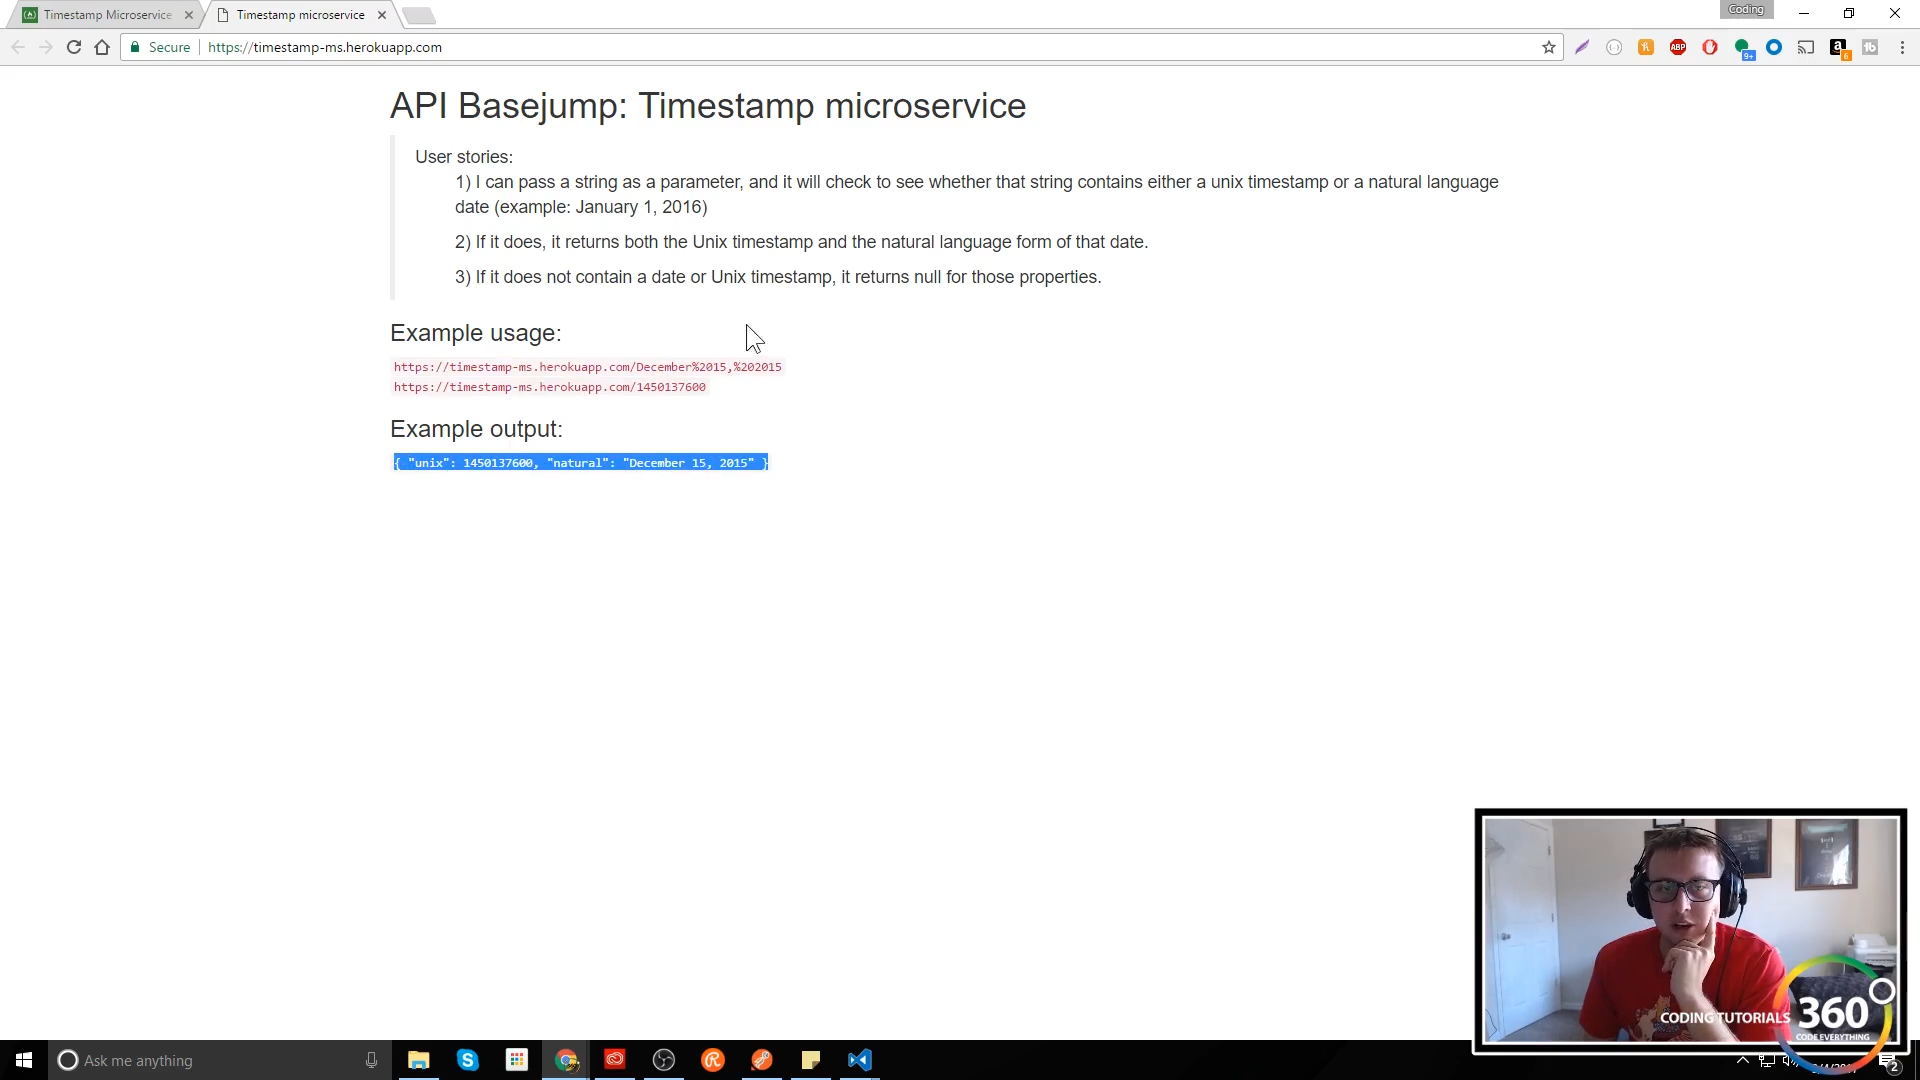 Timestamp Microservice
Timestamp microservice
Coding
Secure
https://timestamp-ms.herokuapp.com
ABP
9+
a
6
tb
API Basejump: Timestamp microservice
User stories:
1) I can pass a string as a parameter, and it will check to see whether that string contains either a unix timestamp or a natural language
date (example: January 1, 2016)
2) If it does, it returns both the Unix timestamp and the natural language form of that date.
3) If it does not contain a date or Unix timestamp, it returns null for those properties.
Example usage:
https://timestamp-ms.herokuapp.com/December%2015,%202015
https://timestamp-ms.herokuapp.com/1450137600
Example output:
{ "unix": 1450137600, "natural": "December 15, 2015" }
CODING TUTORIALS 360
CODE EVERYTHING
Ask me anything
2